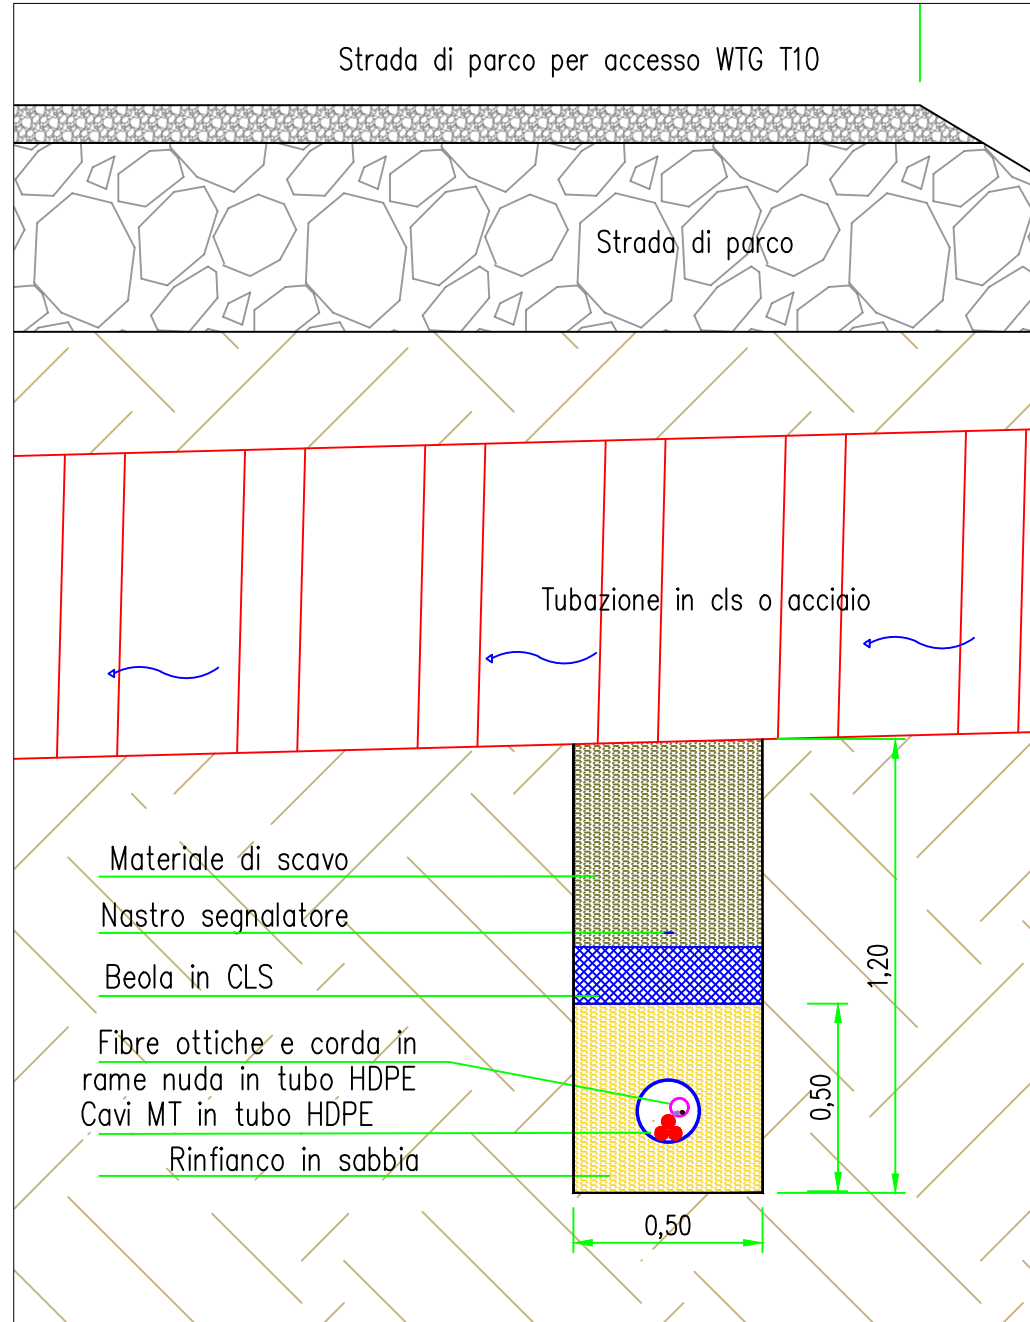 Strada di parco per accesso WTG T10
Strada di parco
Tubazione in cls o acciaio
Materiale di scavo
Nastro segnalatore
Beola in CLS
Fibre ottiche e corda in
rame nuda in tubo HDPE
Cavi MT in tubo HDPE
Rinfianco in sabbia
1,20
0,50
0,50